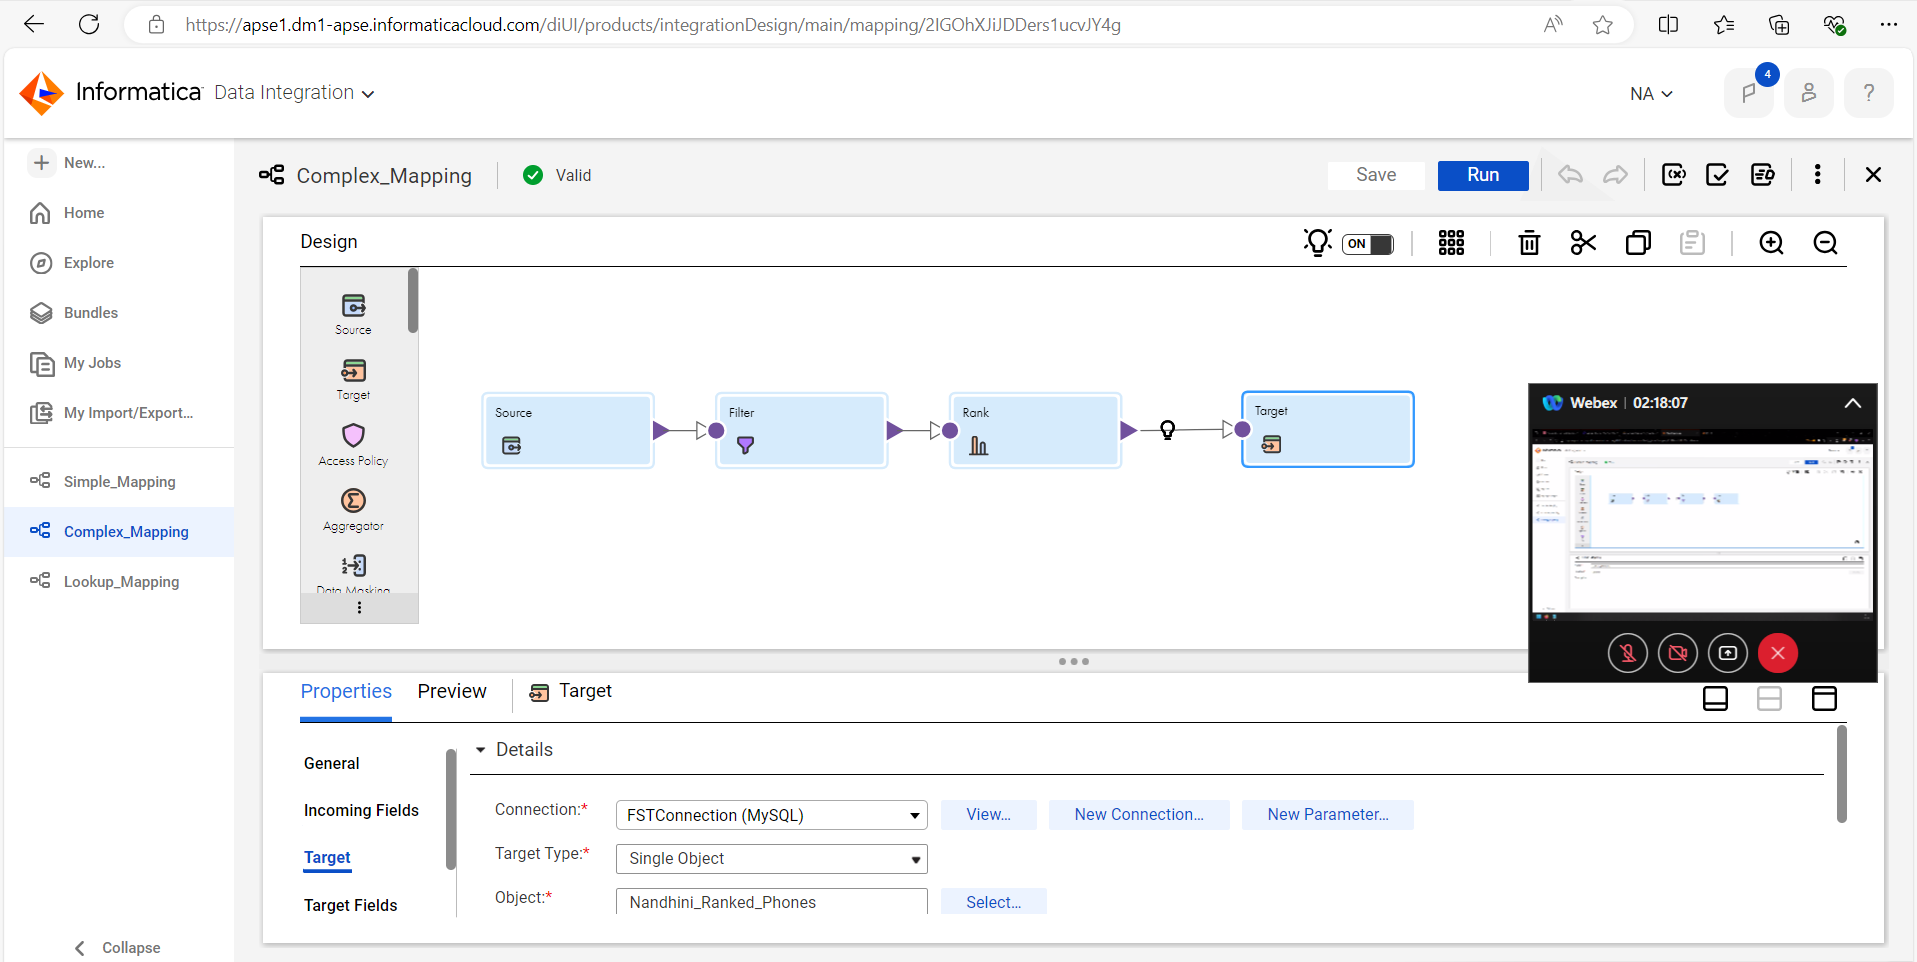 https://apse1.dm1-apse.informaticacloud.com/diUI/products/integrationDesign/main/mapping/2IGOhXJiJDDers1ucvJY4g
Informatica Data Integration
NA
4
?
New...
Home
Explore
Bundles
My Jobs
My Import/Export...
Simple_Mapping
Complex_Mapping
Lookup_Mapping
Collapse
Complex_Mapping
Valid
Save
Run
Design
ON
Source
Target
Access Policy
Aggregator
Data Masking
Source
Filter
Rank
Target
Webex | 02:18:07
Properties
Preview
Target
General
Incoming Fields
Target
Target Fields
Details
Connection:*
FSTConnection (MySQL)
View...
New Connection...
New Parameter...
Target Type:*
Single Object
Object:*
Nandhini_Ranked_Phones
Select...